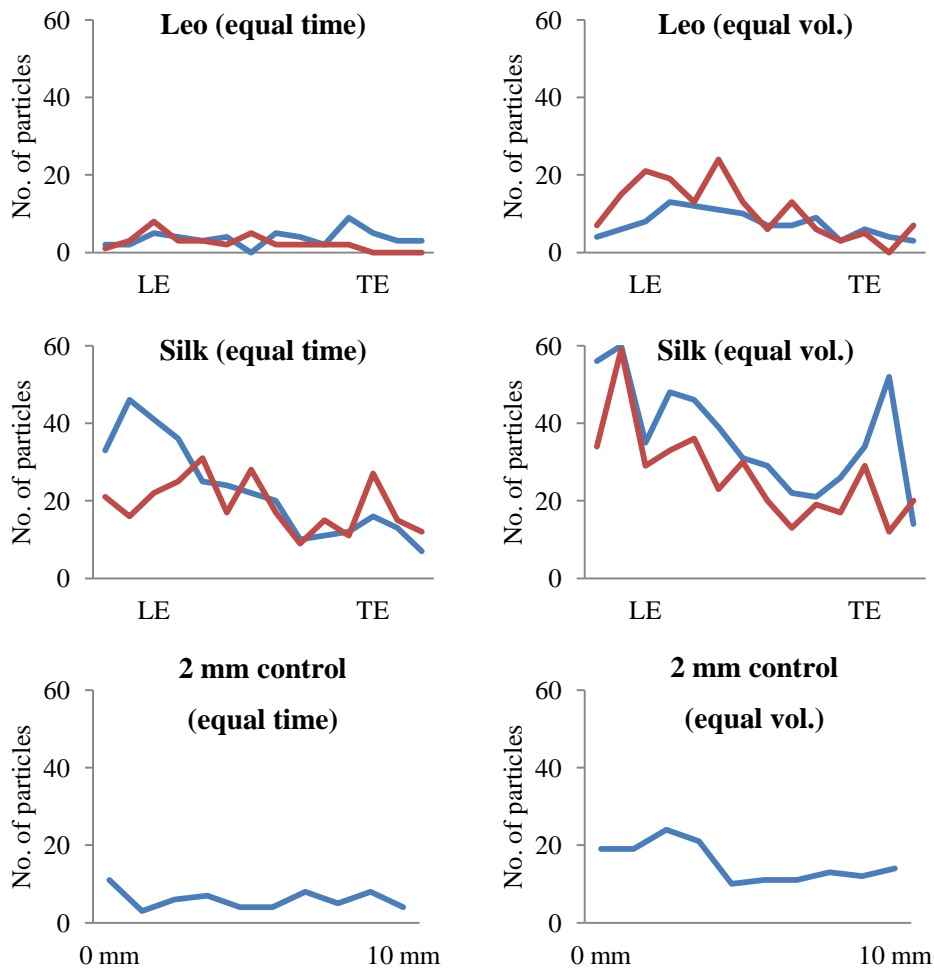 Leo (equal time)
No. of particles
60
40
20
0
LE
TE
Leo (equal vol.)
No. of particles
60
40
20
0
LE
TE
Silk (equal time)
No. of particles
60
40
20
0
LE
TE
Silk (equal vol.)
No. of particles
60
40
20
0
LE
TE
2 mm control
(equal time)
No. of particles
60
40
20
0
0 mm
10 mm
2 mm control
(equal vol.)
No. of particles
60
40
20
0
0 mm
10 mm